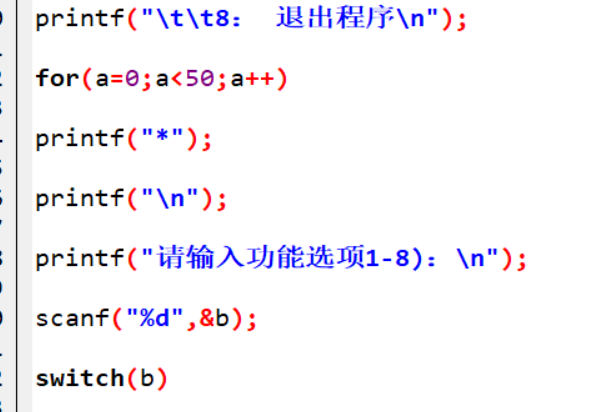 printf("\t\t8： 退出程序\n");
for(a=0;a<50;a++)
printf("*");
printf("\n");
printf("请输入功能选项1-8)：\n");
scanf("%d",&b);
switch(b)